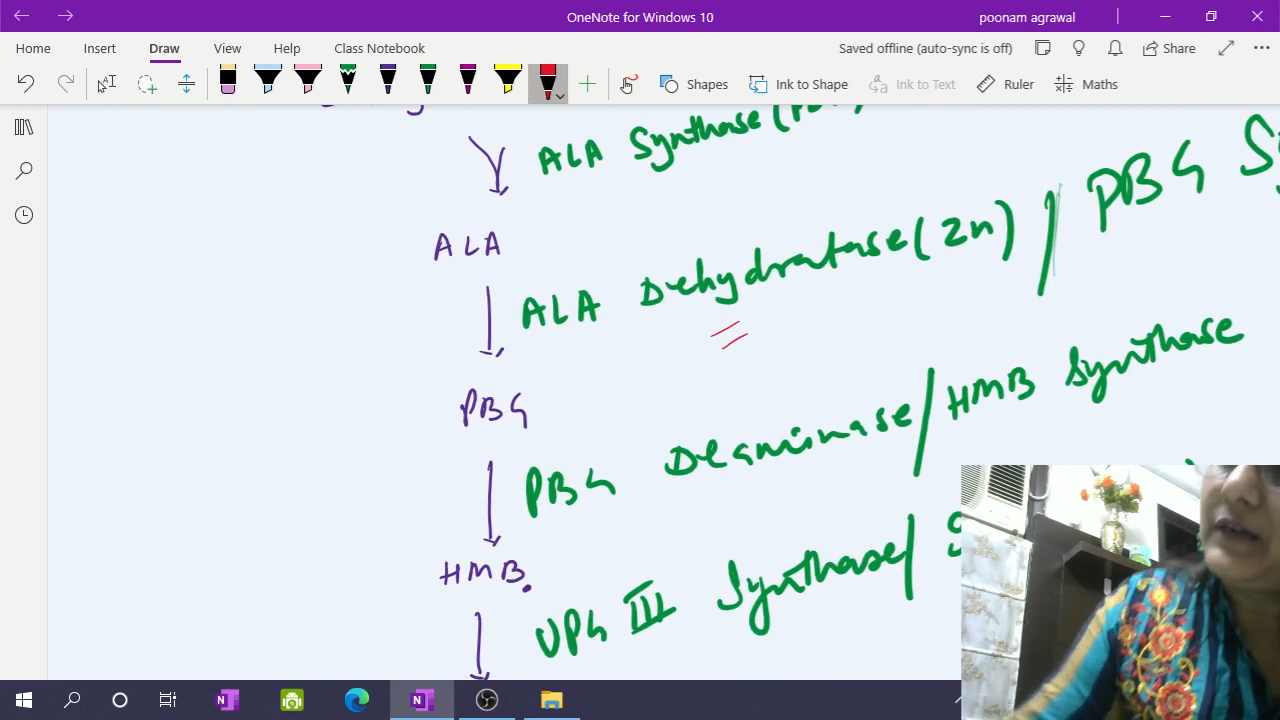 OneNote for Windows 10
poonam agrawal
Home Insert Draw View Help Class Notebook
Saved offline (auto-sync is off) Share
Shapes Ink to Shape Ink to Text Ruler Maths
ALA Synthase (
ALA
ALA Dehydratase (Zn) / PBG
PBG
PBG Deaminase / HMB Synthase
HMB
UPG III Synthase /